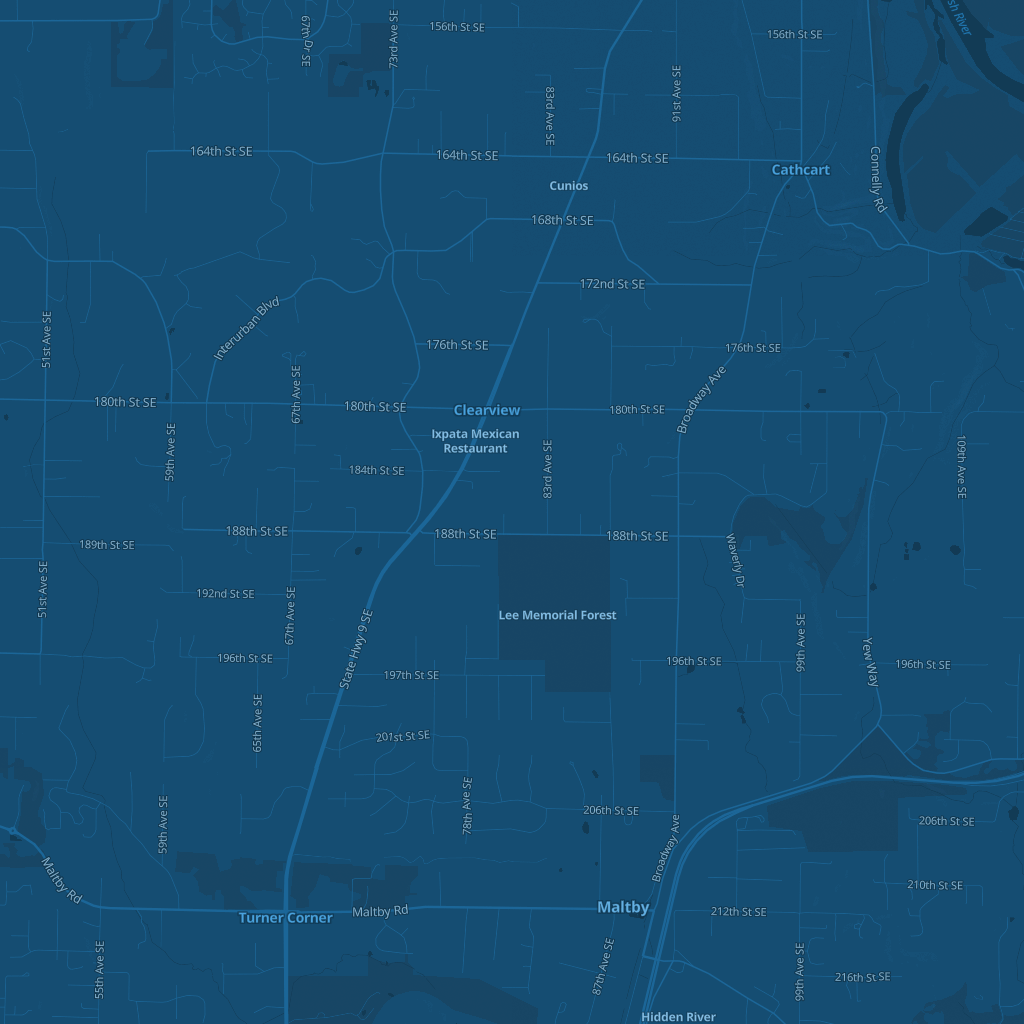 156th St SE
156th St SE
67th Dr SE
73rd Ave SE
83rd Ave SE
91st Ave SE
sh River
164th St SE
164th St SE
164th St SE
Cathcart
Connelly Rd
Cunios
168th St SE
172nd St SE
Interurban Blvd
51st Ave SE
176th St SE
176th St SE
67th Ave SE
Broadway Ave
180th St SE
180th St SE
Clearview
180th St SE
Ixpata Mexican
Restaurant
59th Ave SE
184th St SE
83rd Ave SE
109th Ave SE
188th St SE
188th St SE
188th St SE
189th St SE
Waverly Dr
51st Ave SE
192nd St SE
67th Ave SE
Lee Memorial Forest
State Hwy 9 SE
99th Ave SE
Yew Way
196th St SE
196th St SE
196th St SE
197th St SE
65th Ave SE
201st St SE
78th Ave SE
59th Ave SE
206th St SE
206th St SE
Broadway Ave
Maltby Rd
210th St SE
Turner Corner
Maltby Rd
Maltby
212th St SE
55th Ave SE
87th Ave SE
99th Ave SE
216th St SE
Hidden River